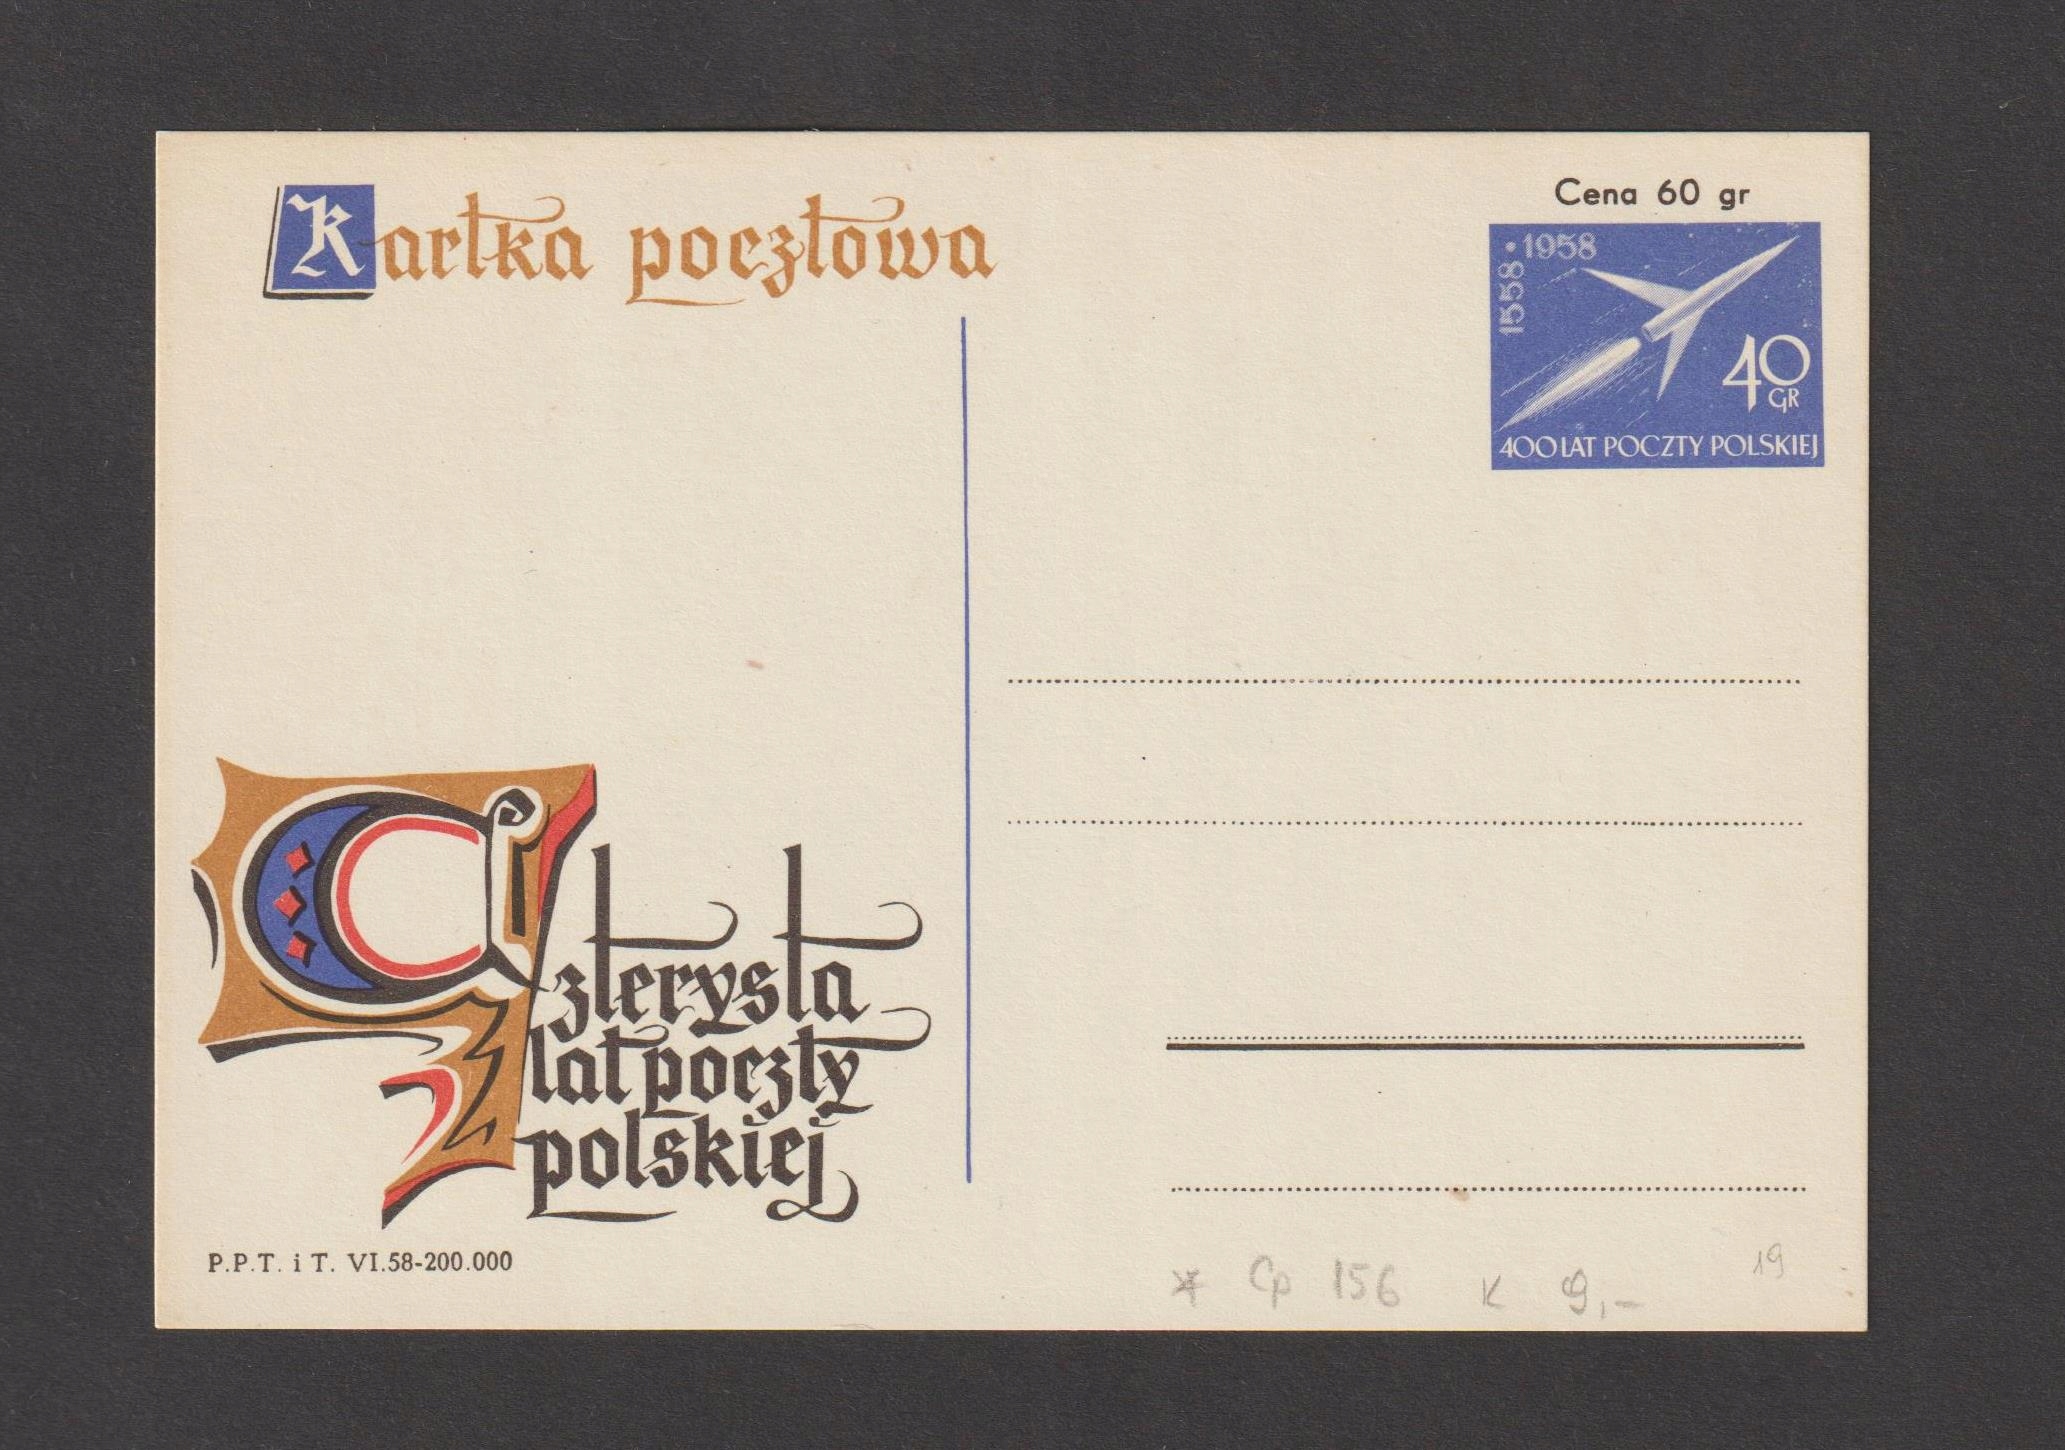 Kartka pocztowa
Cena 60 gr
1558 • 1958
40
GR
400 LAT POCZTY POLSKIEJ
Czterysta
lat poczty
polskiej
P.P.T. i T. VI.58-200.000
* Cp 156 K 9,-
19